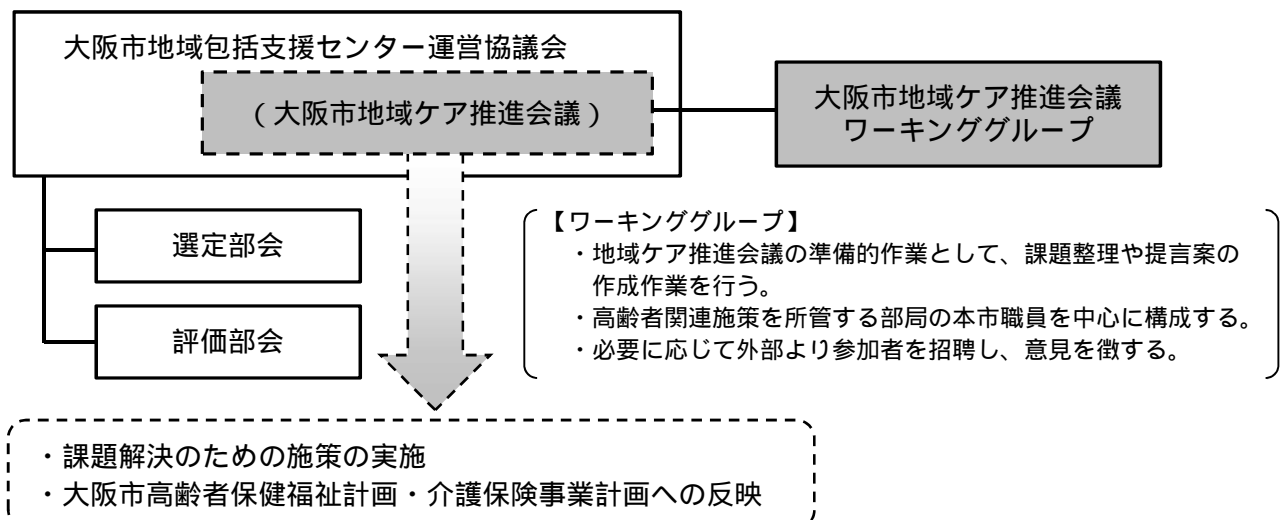 大阪市地域包括支援センター運営協議会
（大阪市地域ケア推進会議）
大阪市地域ケア推進会議
ワーキンググループ
選定部会
評価部会
【ワーキンググループ】
・地域ケア推進会議の準備的作業として、課題整理や提言案の
作成作業を行う。
・高齢者関連施策を所管する部局の本市職員を中心に構成する。
・必要に応じて外部より参加者を招聘し、意見を徴する。
・課題解決のための施策の実施
・大阪市高齢者保健福祉計画・介護保険事業計画への反映